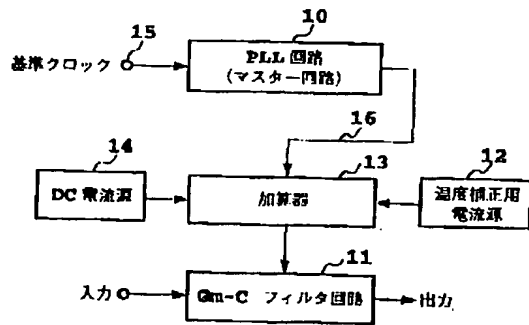 15
基準クロック
10
PLL 回路
(マスター回路)
16
14
DC 電流源
13
加算器
12
温度補正用
電流源
11
入力
Gm-C フィルタ回路
出力